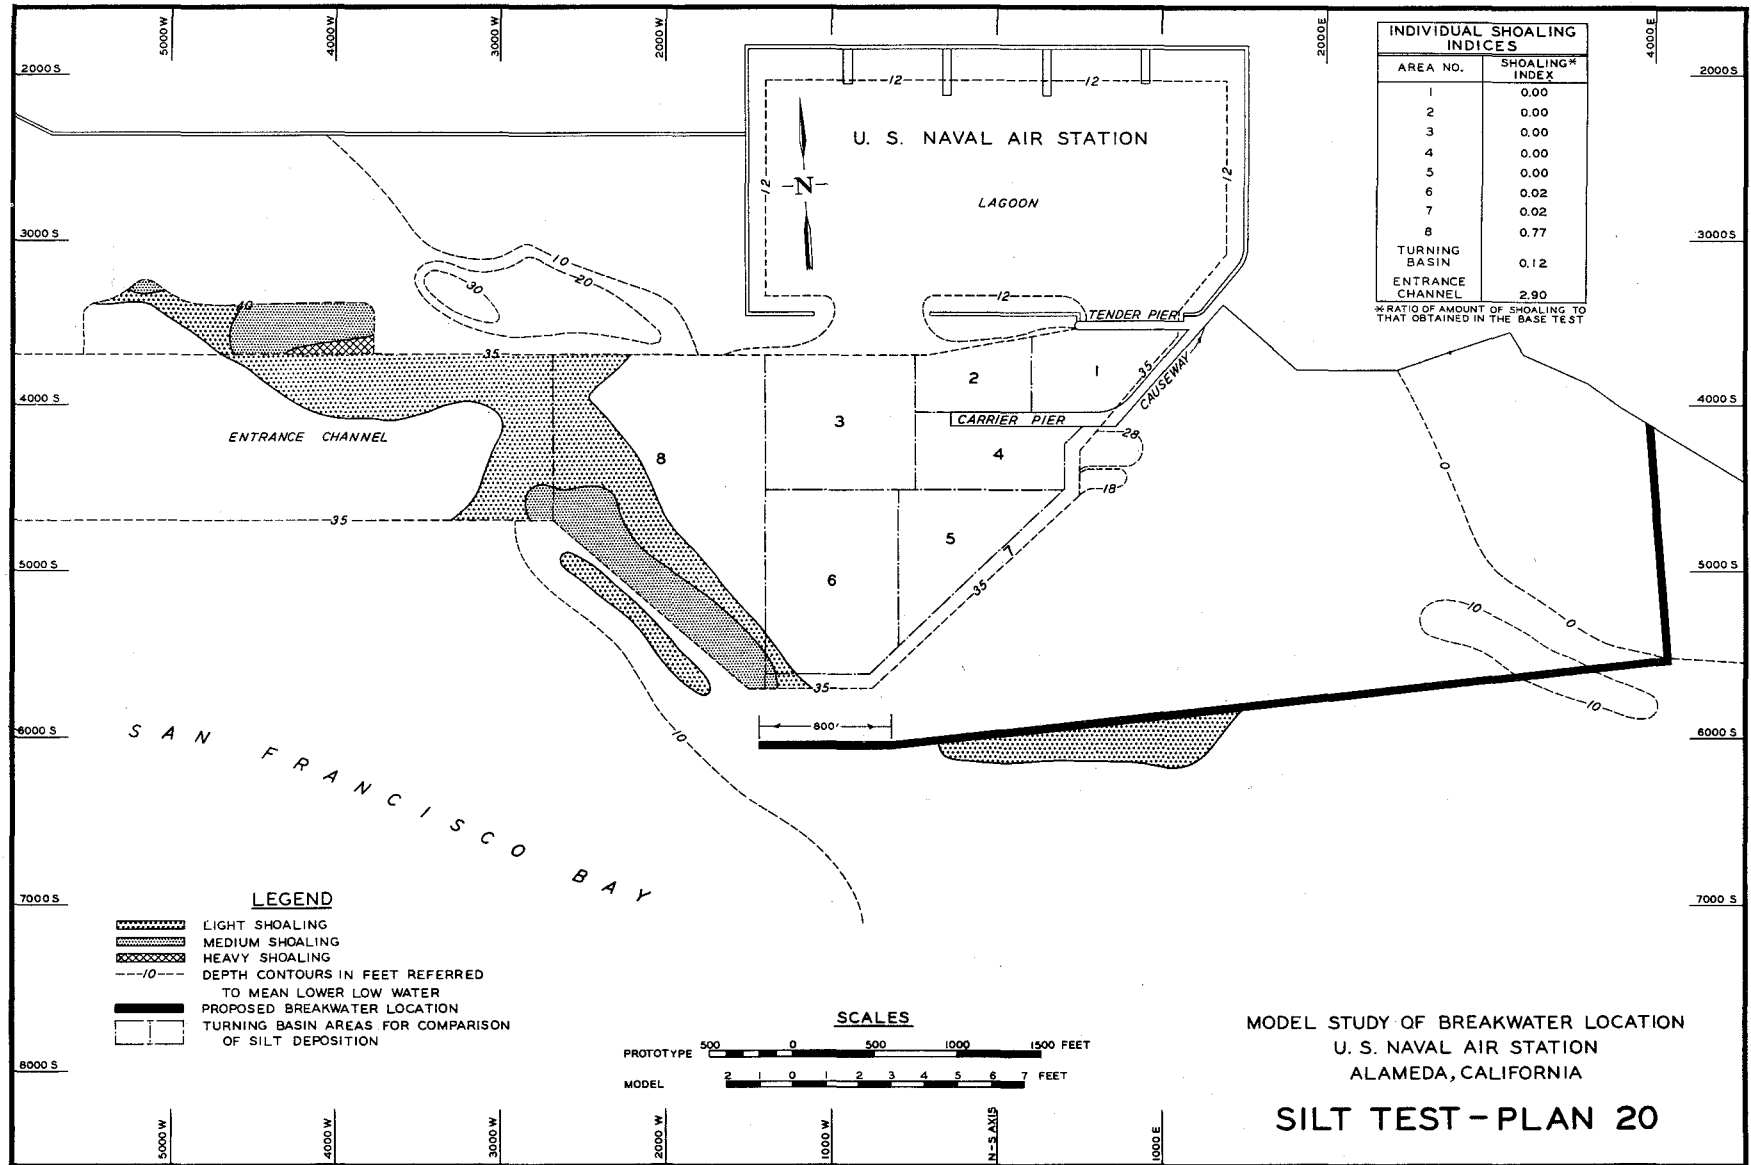 5000 W
4000 W
3000 W
2000 W
2000 E
4000 E
INDIVIDUAL SHOALING
INDICES
AREA NO. SHOALING*
INDEX
1 0.00
2 0.00
3 0.00
4 0.00
5 0.00
6 0.02
7 0.02
8 0.77
TURNING
BASIN 0.12
ENTRANCE
CHANNEL 2.90
*RATIO OF AMOUNT OF SHOALING TO
THAT OBTAINED IN THE BASE TEST
2000 S
2000 S
12
12
U. S. NAVAL AIR STATION
12
-N-
12
LAGOON
3000 S
3000 S
10
20
30
12
TENDER PIER
10
35
35
CAUSEWAY
1
2
3
CARRIER PIER
4000 S
4000 S
ENTRANCE CHANNEL
8
4
28
18
0
35
5
7
5000 S
5000 S
6
35
10
0
35
10
800'
10
6000 S
6000 S
SAN FRANCISCO BAY
7000 S
7000 S
LEGEND
LIGHT SHOALING
MEDIUM SHOALING
HEAVY SHOALING
---10--- DEPTH CONTOURS IN FEET REFERRED
TO MEAN LOWER LOW WATER
PROPOSED BREAKWATER LOCATION
TURNING BASIN AREAS FOR COMPARISON
OF SILT DEPOSITION
8000 S
SCALES
PROTOTYPE 500 0 500 1000 1500 FEET
MODEL 2 1 0 1 2 3 4 5 6 7 FEET
MODEL STUDY OF BREAKWATER LOCATION
U. S. NAVAL AIR STATION
ALAMEDA, CALIFORNIA
SILT TEST - PLAN 20
5000 W
4000 W
3000 W
2000 W
1000 W
N-S AXIS
1000 E